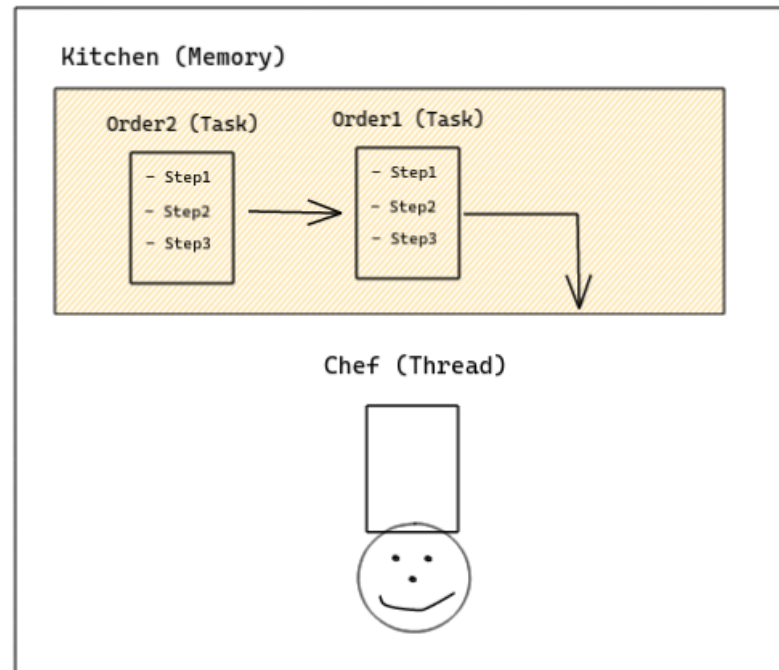 Kitchen (Memory)
Order2 (Task)
- Step1
- Step2
- Step3
Order1 (Task)
- Step1
- Step2
- Step3
Chef (Thread)